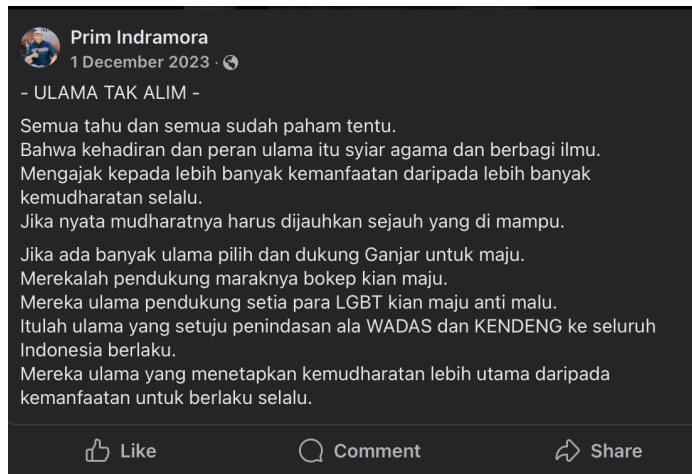 Prim Indramora
1 December 2023 ·
- ULAMA TAK ALIM -
Semua tahu dan semua sudah paham tentu.
Bahwa kehadiran dan peran ulama itu syiar agama dan berbagi ilmu.
Mengajak kepada lebih banyak kemanfaatan daripada lebih banyak
kemudharatan selalu.
Jika nyata mudharatnya harus dijauhkan sejauh yang di mampu.
Jika ada banyak ulama pilih dan dukung Ganjar untuk maju.
Merekalah pendukung maraknya bokep kian maju.
Mereka ulama pendukung setia para LGBT kian maju anti malu.
Itulah ulama yang setuju penindasan ala WADAS dan KENDENG ke seluruh
Indonesia berlaku.
Mereka ulama yang menetapkan kemudharatan lebih utama daripada
kemanfaatan untuk berlaku selalu.
Like
Comment
Share